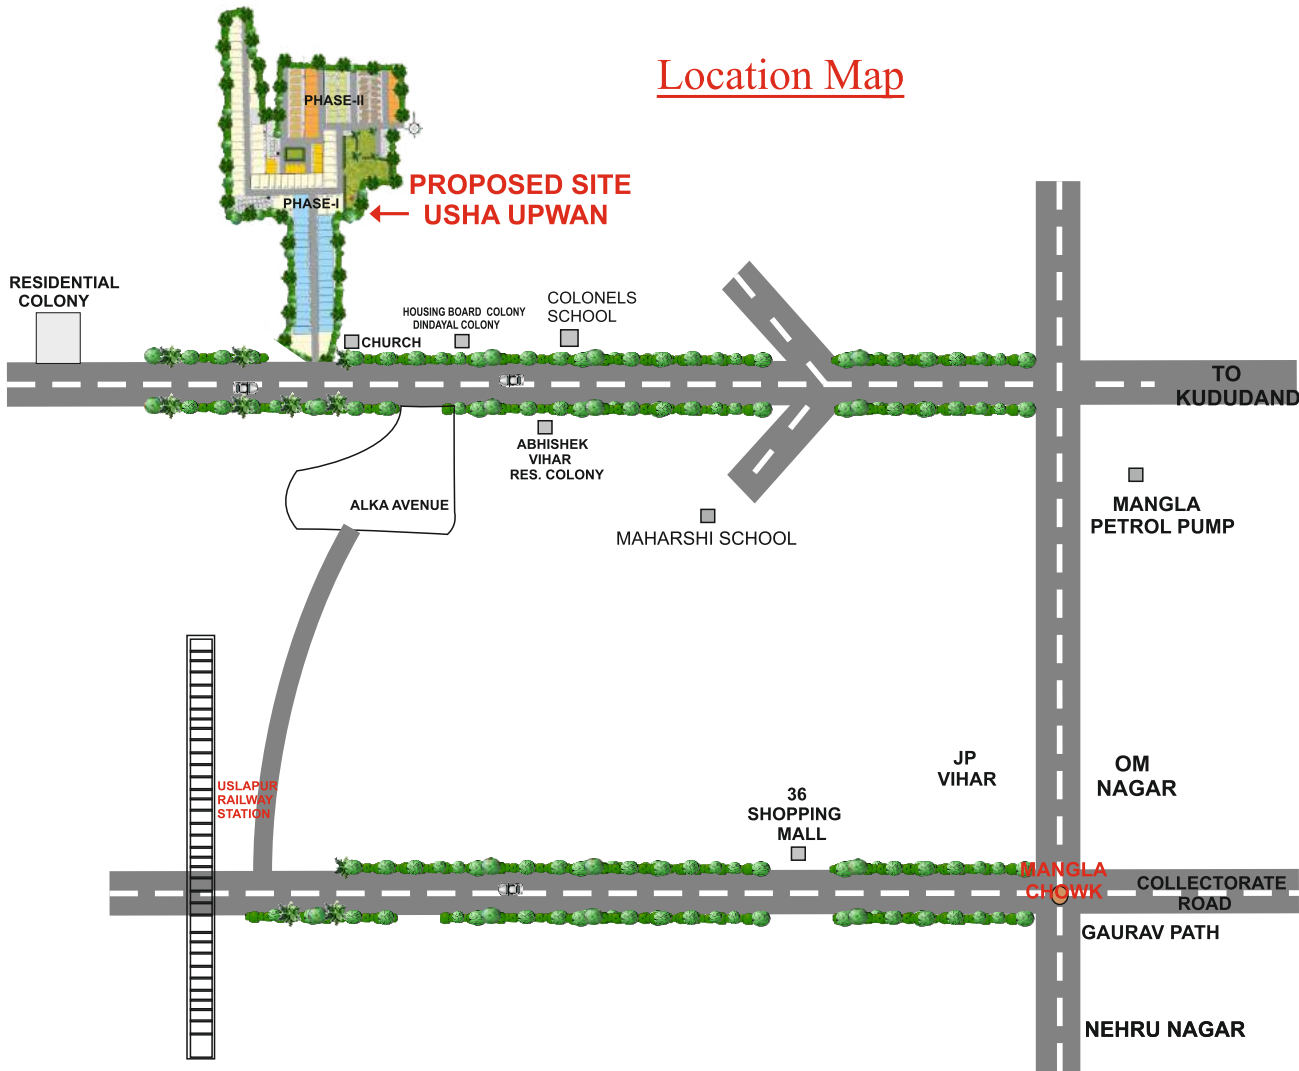 Location Map
PHASE-II
PROPOSED SITE
USHA UPWAN
PHASE-I
RESIDENTIAL
COLONY
CHURCH
HOUSING BOARD COLONY
DINDAYAL COLONY
COLONELS
SCHOOL
TO
KUDUDAND
ABHISHEK
VIHAR
RES. COLONY
ALKA AVENUE
MAHARSHI SCHOOL
MANGLA
PETROL PUMP
JP
VIHAR
OM
NAGAR
USLAPUR
RAILWAY
STATION
36
SHOPPING
MALL
MANGLA
CHOWK
COLLECTORATE
ROAD
GAURAV PATH
NEHRU NAGAR